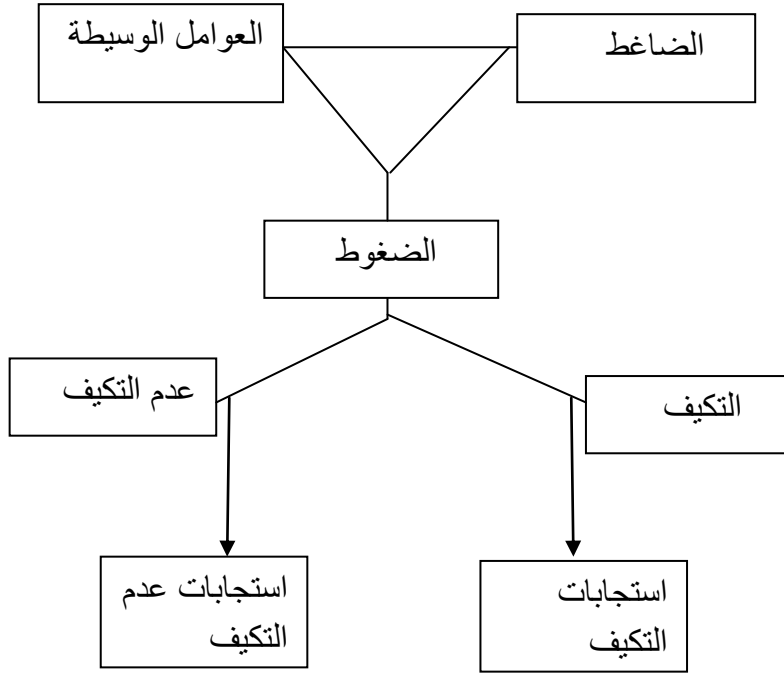 الضاغط
العوامل الوسيطة
الضغوط
التكيف
عدم التكيف
استجابات
التكيف
استجابات عدم
التكيف